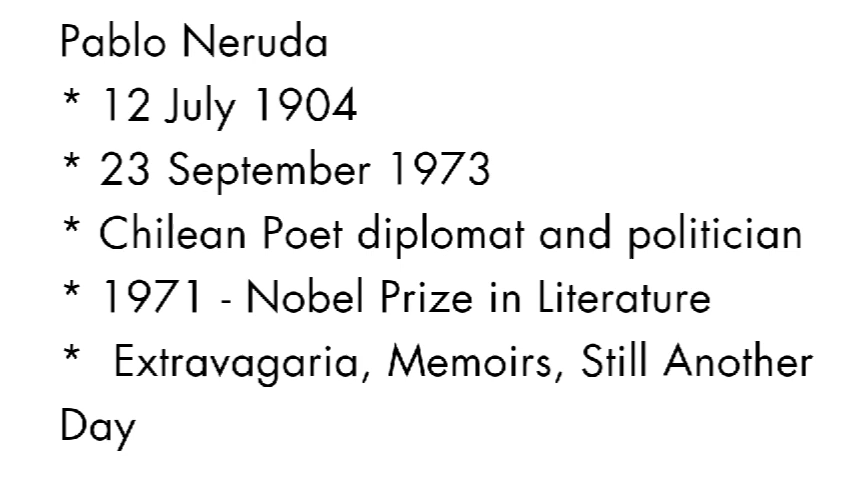 Pablo Neruda
* 12 July 1904
* 23 September 1973
* Chilean Poet diplomat and politician
* 1971 - Nobel Prize in Literature
*  Extravagaria, Memoirs, Still Another
Day